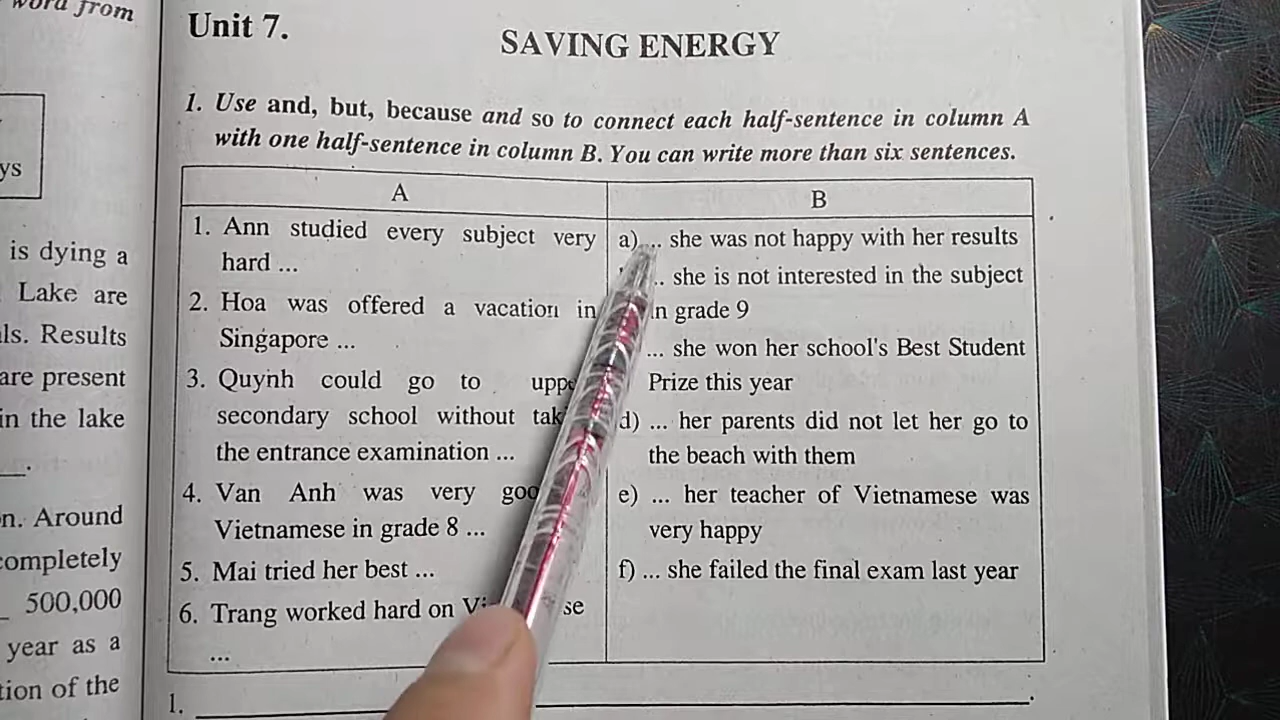 word from
ys
is dying a
Lake are
ls. Results
are present
in the lake
n. Around
completely
500,000
year as a
tion of the
Unit 7.
SAVING ENERGY
1. Use and, but, because and so to connect each half-sentence in column A
with one half-sentence in column B. You can write more than six sentences.
A
1. Ann studied every subject very
hard ...
2. Hoa was offered a vacation in
Singapore ...
3. Quynh could go to
secondary school without
the entrance examination ...
4. Van Anh was very
Vietnamese in grade 8 ...
5. Mai tried her best ...
6. Trang worked hard on
...
B
a) ... she was not happy with her results
... she is not interested in the subject
in grade 9
... she won her school's Best Student
Prize this year
d) ... her parents did not let her go to
the beach with them
e) ... her teacher of Vietnamese was
very happy
f) ... she failed the final exam last year
1.